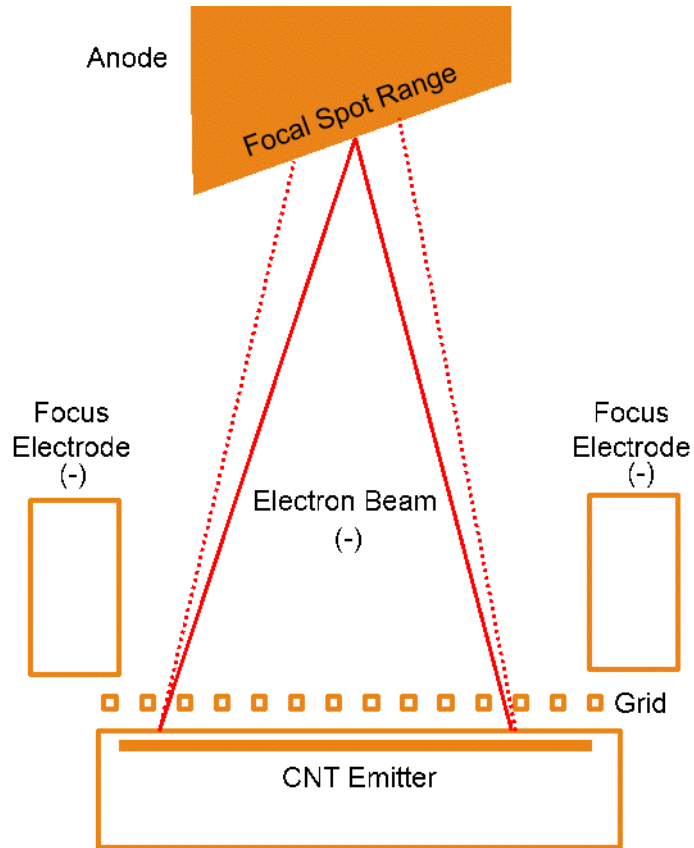 Anode
Focal Spot Range
Focus
Electrode
(-)
Focus
Electrode
(-)
Electron Beam
(-)
Grid
CNT Emitter